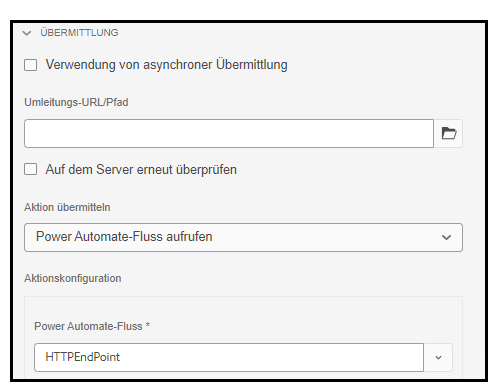 ÜBERMITTLUNG
Verwendung von asynchroner Übermittlung
Umleitungs-URL/Pfad
Auf dem Server erneut überprüfen
Aktion übermitteln
Power Automate-Fluss aufrufen
Aktionskonfiguration
Power Automate-Fluss *
HTTPEndPoint